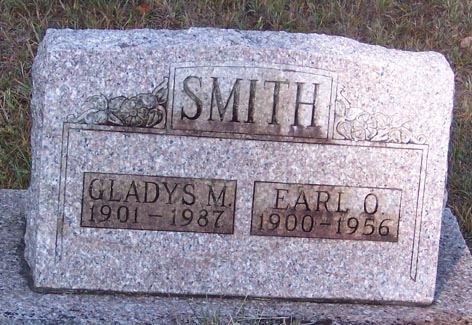 SMITH
GLADYS M.
1901 - 1987
EARL O.
1900 - 1956